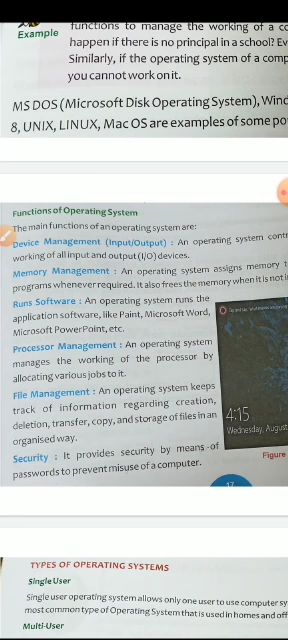 functions to manage the working of a
Example
happen if there is no principal in a school?
Similarly, if the operating system of a
you cannot work on it.
MS DOS (Microsoft Disk Operating System),
8, UNIX, LINUX, Mac OS are examples of some
Functions of Operating System
The main functions of an operating system are:
Device Management (Input/Output) : An operating system
working of all input and output (I/O) devices.
Memory Management : An operating system assigns memory
programs whenever required. It also frees the memory when it is not
Runs Software : An operating system runs the
application software, like Paint, Microsoft Word,
Microsoft PowerPoint, etc.
Processor Management : An operating system
manages the working of the processor by
allocating various jobs to it.
File Management : An operating system keeps
track of information regarding creation,
deletion, transfer, copy, and storage of files in an
organised way.
Security : It provides security by means of
passwords to prevent misuse of a computer.
4:15
Wednesday, August
Figure
17
TYPES OF OPERATING SYSTEMS
Single User
Single user operating system allows only one user to use computer
most common type of Operating System that is used in homes and
Multi-User